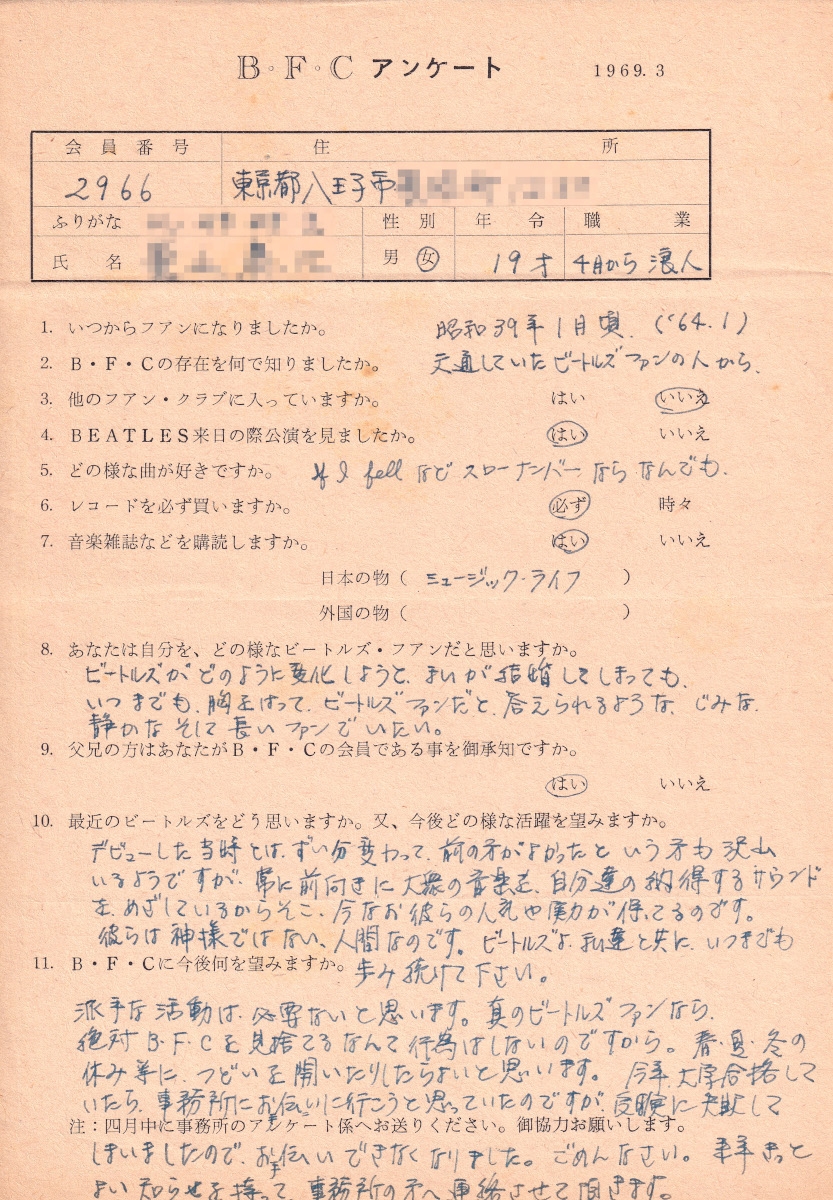 B・F・C アンケート 1969.3
会員番号 住所
2966 東京都八王子市
ふりがな 性別 年令 職業
氏名 男 女 19才 4月から浪人
1. いつからフアンになりましたか。 昭和39年1月頃.('64.1)
2. B・F・Cの存在を何で知りましたか。 文通していたビートルズファンの人から.
3. 他のフアン・クラブに入っていますか。 はい いいえ
4. BEATLES来日の際公演を見ましたか。 はい いいえ
5. どの様な曲が好きですか。 If I fell など スローナンバーならなんでも.
6. レコードを必ず買いますか。 必ず 時々
7. 音楽雑誌などを購読しますか。 はい いいえ
日本の物( ミュージック・ライフ )
外国の物( )
8. あなたは自分を、どの様なビートルズ・フアンだと思いますか。
ビートルズがどのように変化しようと、 が結婚してしまっても、
いつまでも、胸をはって、ビートルズファンだと、答えられるような、じみな、
静かなそして長いファンでいたい。
9. 父兄の方はあなたがB・F・Cの会員である事を御承知ですか。
はい いいえ
10. 最近のビートルズをどう思いますか。又、今後どの様な活躍を望みますか。
デビューした当時とは、ずい分変わって、前の方がよかったという方も沢山
いるようですが、常に前向きに大衆の音楽を、自分達の納得するサウンド
を、めざしているからそこ、今なお彼らの人気や実力が保てるのです。
彼らは神様ではない、人間なのです。ビートルズよ、私達と共に、いつまでも
11. B・F・Cに今後何を望みますか。 歩み続けて下さい。
派手な活動は、必要ないと思います。真のビートルズファンなら、
絶対B・F・Cを見捨てるなんて行為はしないのですから。春・夏・冬の
休み等に、つどいを開いたりしたらよいと思います。今年、大学合格して
いたら、事務所にお手伝いに行こうと思っていたのですが、受験に失敗して
注:四月中に事務所のアンケート係へお送りください。御協力お願いします。
しまいましたので、お手伝いできなくなりました。ごめんなさい。来年きっと
よい知らせを持って、事務所の方へ連絡させて頂きます。